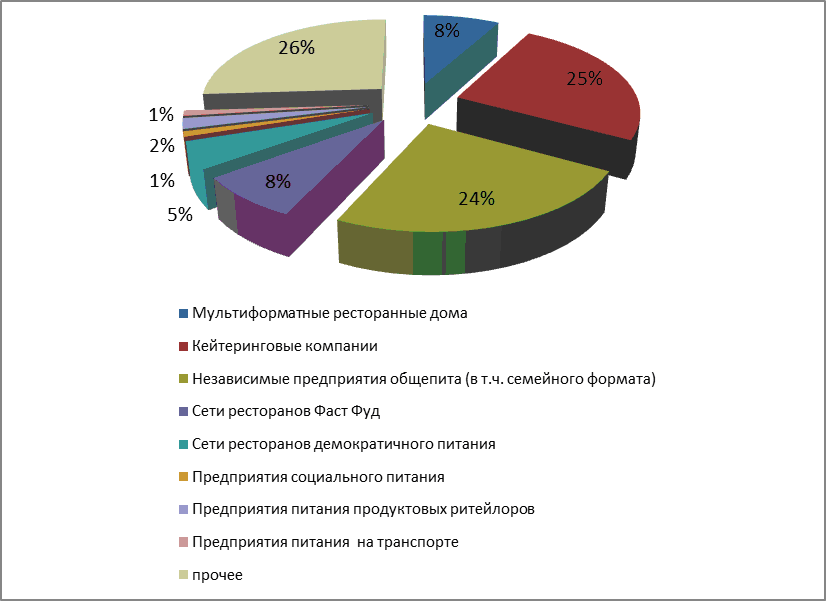 8%
26%
25%
1%
2%
24%
1%
8%
5%
Мультиформатные ресторанные дома
Кейтеринговые компании
Независимые предприятия общепита (в т.ч. семейного формата)
Сети ресторанов Фаст Фуд
Сети ресторанов демократичного питания
Предприятия социального питания
Предприятия питания продуктовых ритейлоров
Предприятия питания  на транспорте
прочее